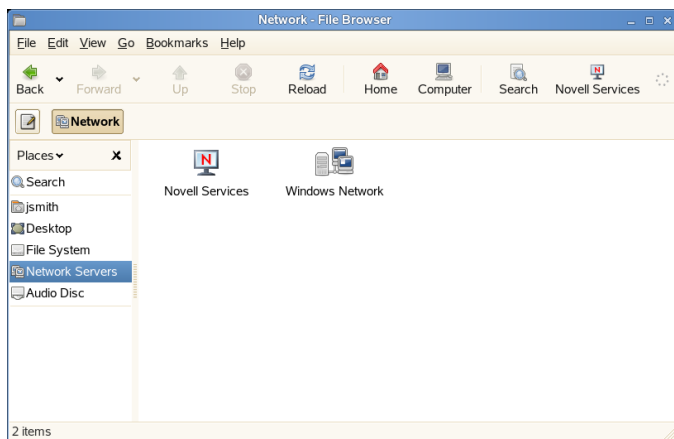 Network - File Browser
File Edit View Go Bookmarks Help
Back Forward Up Stop Reload Home Computer Search Novell Services
Network
Places
Search
jsmith
Desktop
File System
Network Servers
Audio Disc
N Novell Services
Windows Network
2 items